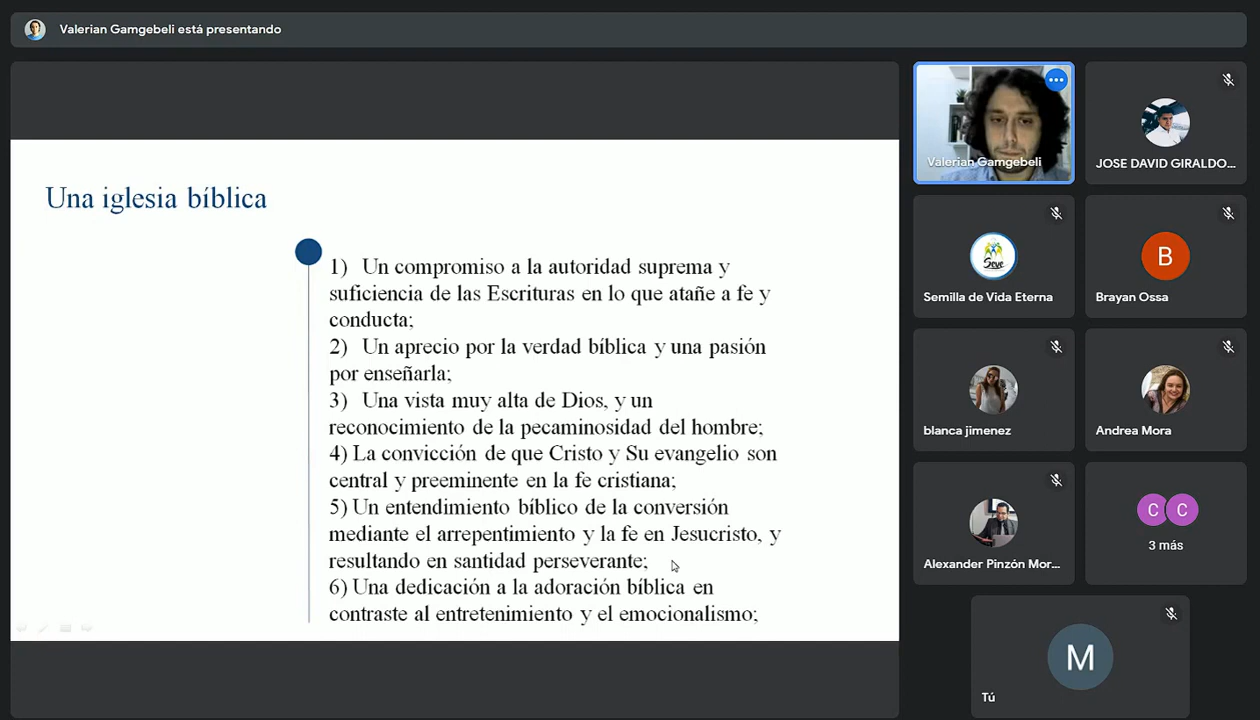 Valerian Gamgebeli está presentando
Una iglesia bíblica
1) Un compromiso a la autoridad suprema y
suficiencia de las Escrituras en lo que atañe a fe y
conducta;
2) Un aprecio por la verdad bíblica y una pasión
por enseñarla;
3) Una vista muy alta de Dios, y un
reconocimiento de la pecaminosidad del hombre;
4) La convicción de que Cristo y Su evangelio son
central y preeminente en la fe cristiana;
5) Un entendimiento bíblico de la conversión
mediante el arrepentimiento y la fe en Jesucristo, y
resultando en santidad perseverante;
6) Una dedicación a la adoración bíblica en
contraste al entretenimiento y el emocionalismo;
Valerian Gamgebeli
JOSE DAVID GIRALDO...
Seve
Semilla de Vida Eterna
B
Brayan Ossa
blanca jimenez
Andrea Mora
Alexander Pinzón Mor...
C C
3 más
M
Tú